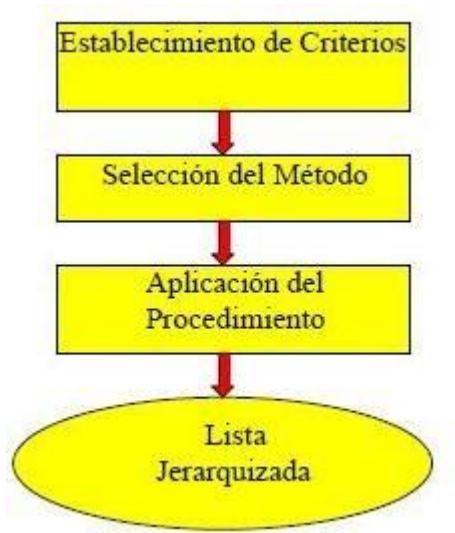 Establecimiento de Criterios
Selección del Método
Aplicación del
Procedimiento
Lista
Jerarquizada